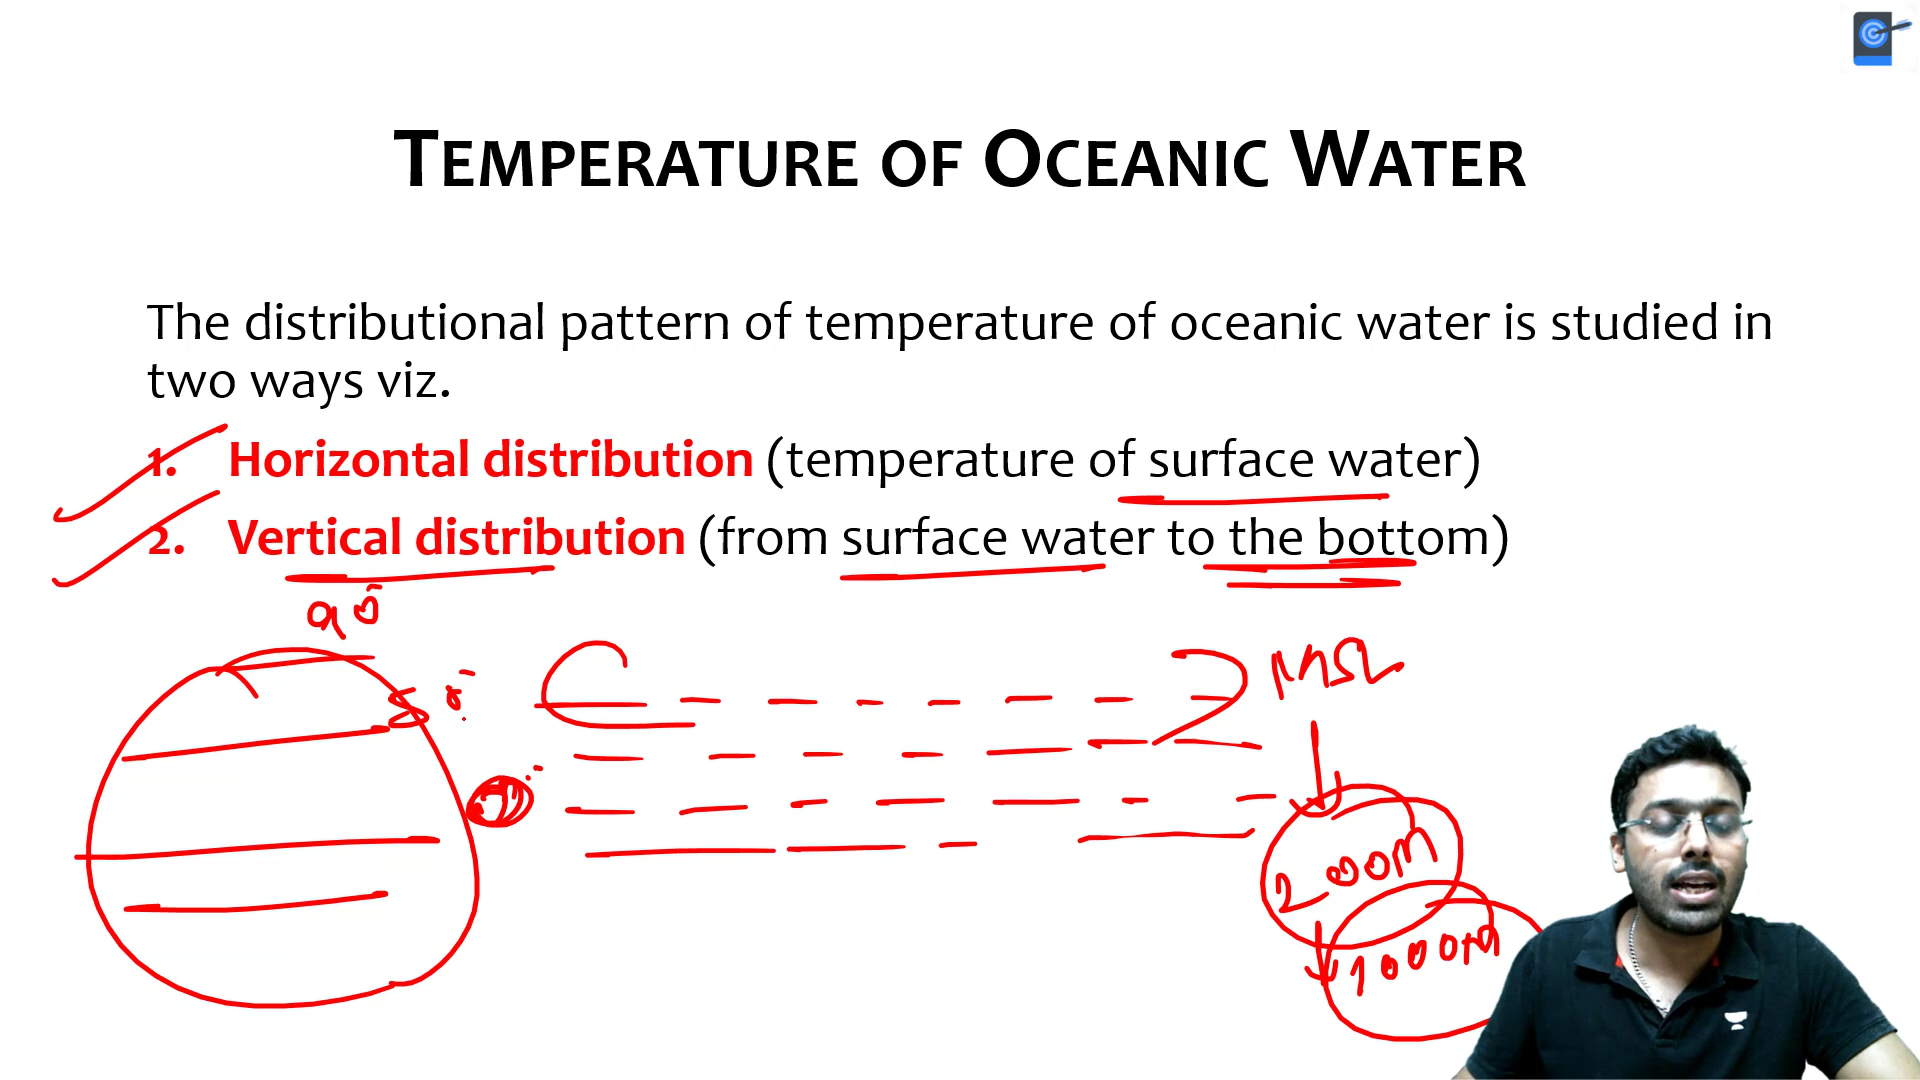 TEMPERATURE OF OCEANIC WATER
The distributional pattern of temperature of oceanic water is studied in
two ways viz.
1. Horizontal distribution (temperature of surface water)
2. Vertical distribution (from surface water to the bottom)
90
MSL
200m
1000m